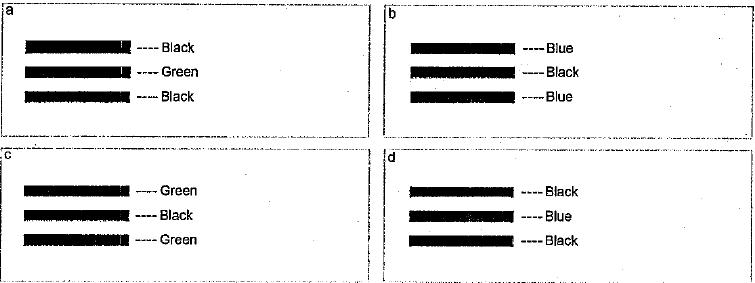 a
---- Black
---- Green
---- Black
b
---- Blue
---- Black
---- Blue
c
---- Green
---- Black
---- Green
d
---- Black
---- Blue
---- Black